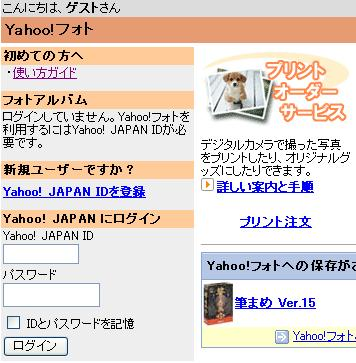 こんにちは、ゲストさん
Yahoo!フォト
初めての方へ
・使い方ガイド
フォトアルバム
ログインしていません。Yahoo!フォトを
利用するにはYahoo! JAPAN IDが必
要です。
新規ユーザーですか？
Yahoo! JAPAN IDを登録
Yahoo! JAPAN にログイン
Yahoo! JAPAN ID
パスワード
IDとパスワードを記憶
ログイン
プリント
オーダー
サービス
デジタルカメラで撮った写真
をプリントしたり、オリジナルグ
ッズにしたりできます。
詳しい案内と手順
プリント注文
Yahoo!フォトへの保存がさ
筆まめ Ver.15
Yahoo!フォト